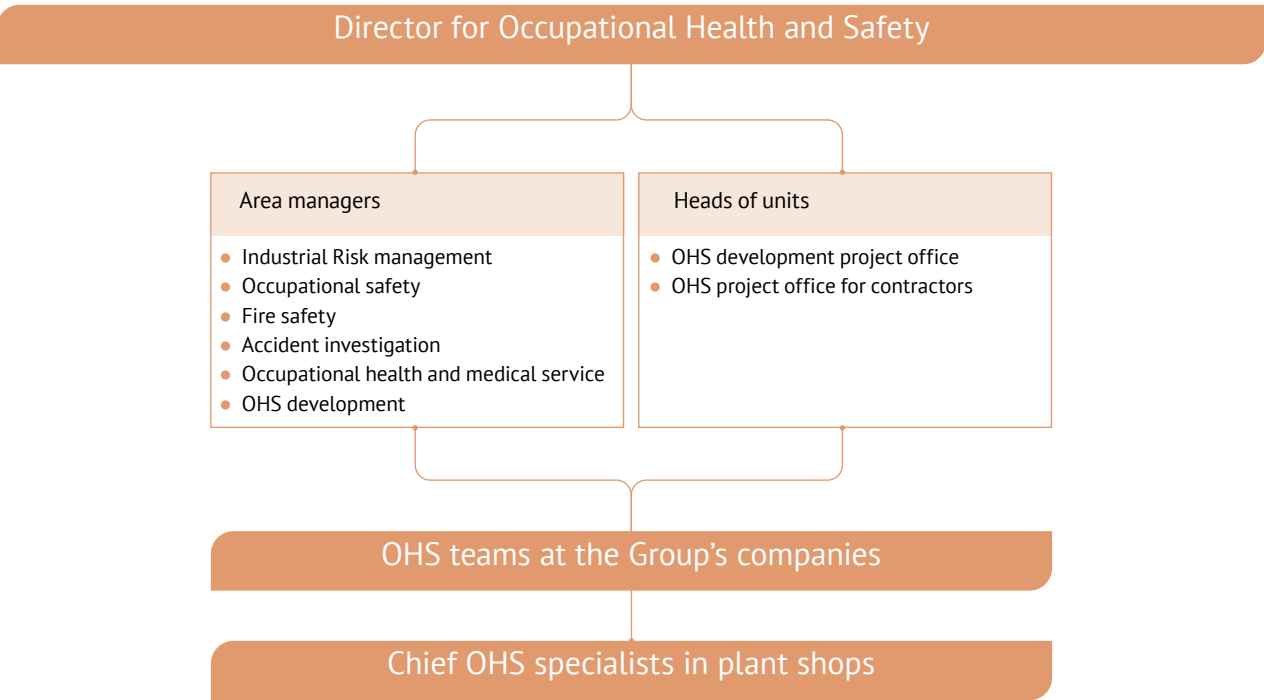 Director for Occupational Health and Safety
Area managers
Industrial Risk management
Occupational safety
Fire safety
Accident investigation
Occupational health and medical service
OHS development
Heads of units
OHS development project office
OHS project office for contractors
OHS teams at the Group’s companies
Chief OHS specialists in plant shops